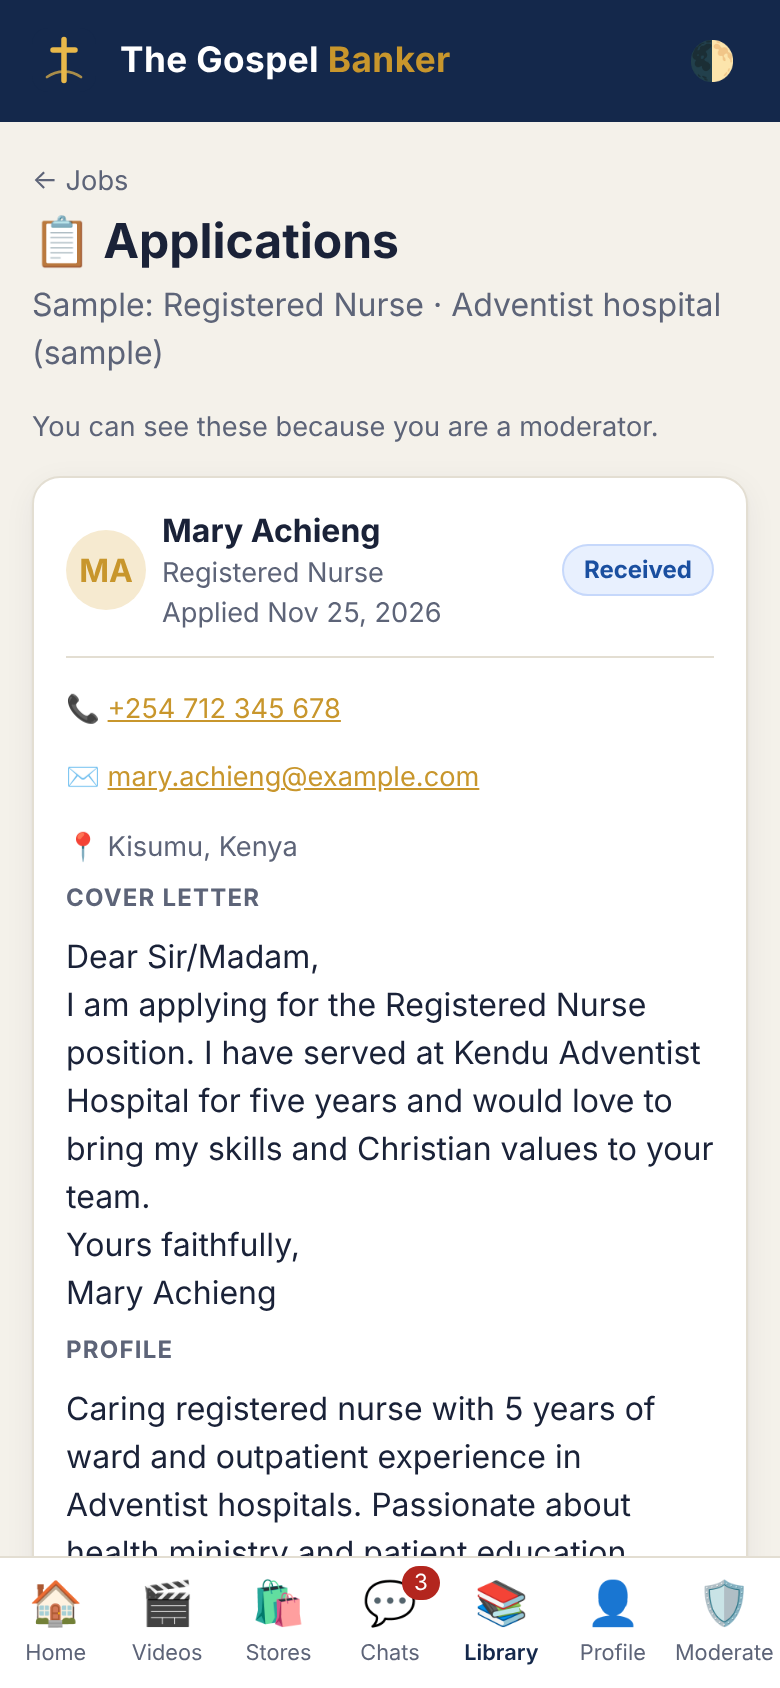 The Gospel Banker
← Jobs
Applications
Sample: Registered Nurse · Adventist hospital
(sample)
You can see these because you are a moderator.
MA
Mary Achieng
Registered Nurse
Applied Nov 25, 2026
Received
+254 712 345 678
mary.achieng@example.com
Kisumu, Kenya
COVER LETTER
Dear Sir/Madam,
I am applying for the Registered Nurse
position. I have served at Kendu Adventist
Hospital for five years and would love to
bring my skills and Christian values to your
team.
Yours faithfully,
Mary Achieng
PROFILE
Caring registered nurse with 5 years of
ward and outpatient experience in
Adventist hospitals. Passionate about
health ministry and patient education
3
Home Videos Stores Chats Library Profile Moderate